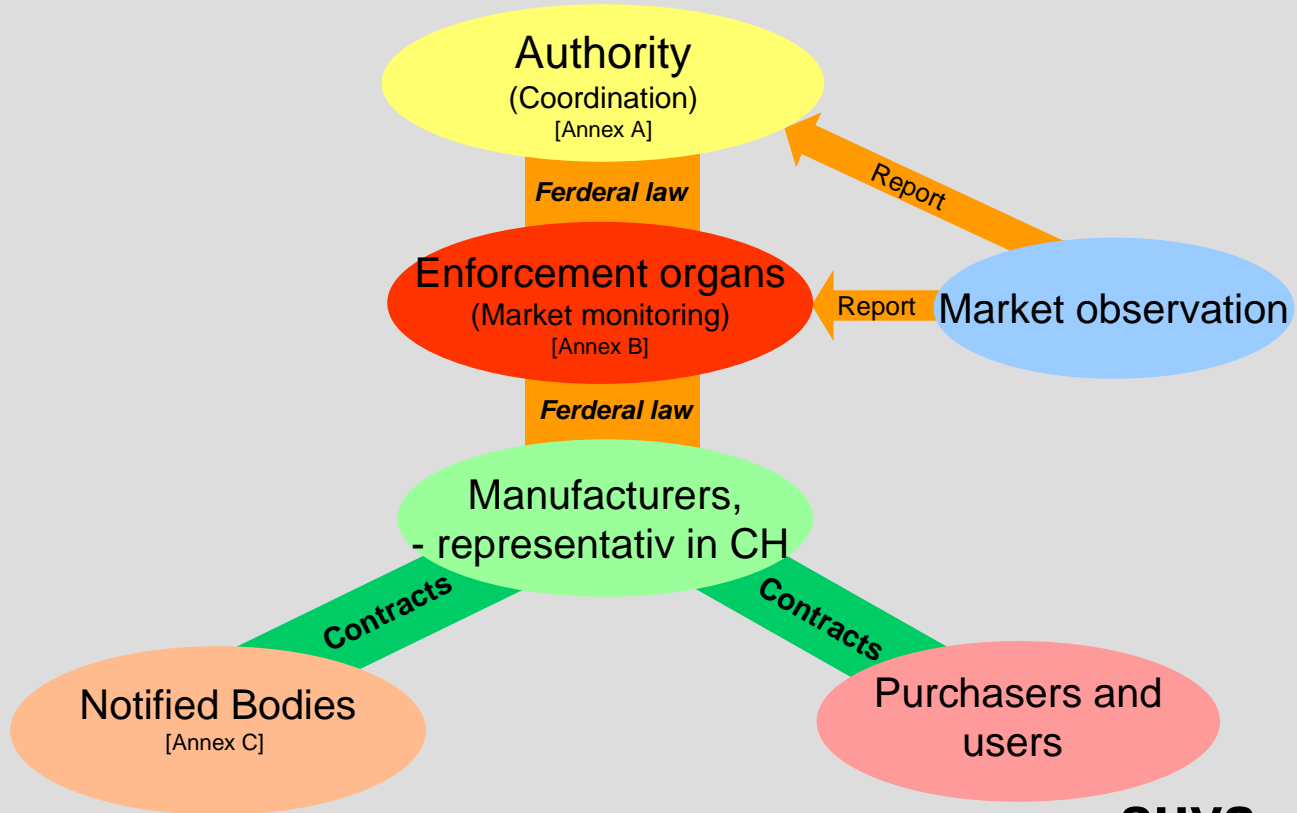 Authority
(Coordination)
[Annex A]
Report
Ferderal law
Enforcement organs
(Market monitoring)
[Annex B]
Report
Market observation
Ferderal law
Manufacturers,
- representativ in CH
Contracts
Contracts
Notified Bodies
[Annex C]
Purchasers and
users